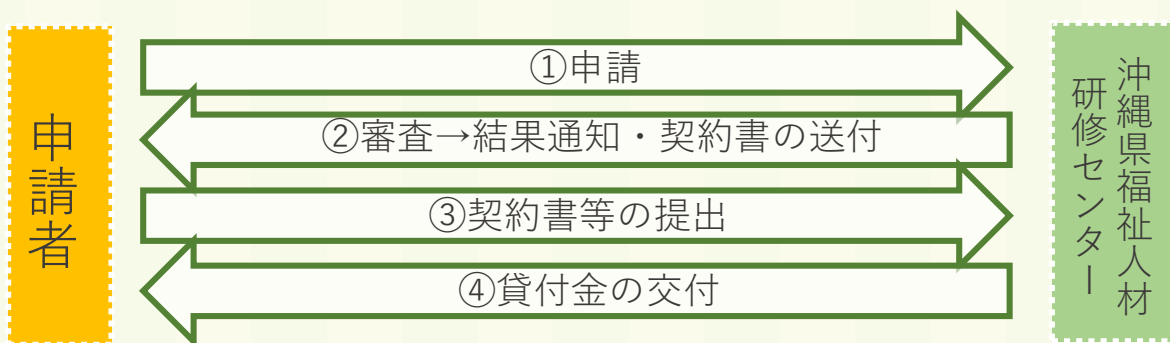 申請者
①申請
②審査→結果通知・契約書の送付
③契約書等の提出
④貸付金の交付
沖縄県福祉人材
研修センター